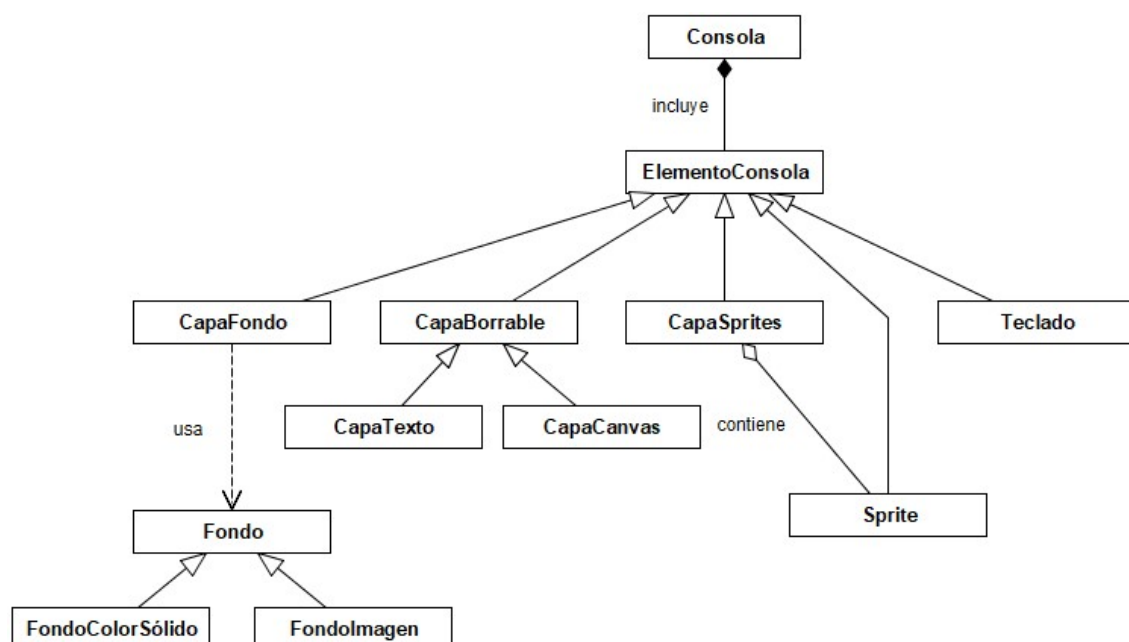 Consola
incluye
ElementoConsola
CapaFondo
CapaBorrable
CapaSprites
Teclado
CapaTexto
CapaCanvas
contiene
usa
Sprite
Fondo
FondoColorSólido
FondoImagen